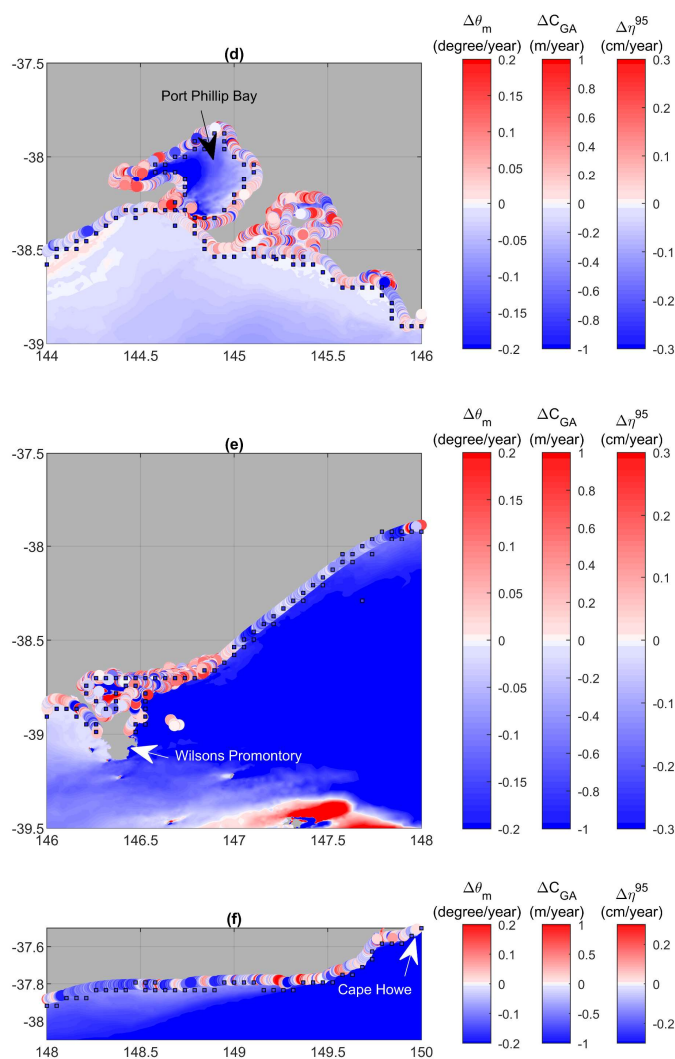 Δθm ΔCGA Δη95
(degree/year) (m/year) (cm/year)
(d)
-37.5
-38
-38.5
-39
144 144.5 145 145.5 146
Port Phillip Bay
0.2 1 0.3
0.15 0.8 0.2
0.1 0.6
0.05 0.4 0.1
0.2
0 0 0
-0.05 -0.2
-0.4 -0.1
-0.1 -0.6 -0.2
-0.15 -0.8
-0.2 -1 -0.3
Δθm ΔCGA Δη95
(degree/year) (m/year) (cm/year)
(e)
-37.5
-38
-38.5
-39
-39.5
146 146.5 147 147.5 148
Wilsons Promontory
0.2 1 0.3
0.15 0.8 0.2
0.1 0.6
0.05 0.4 0.1
0.2
0 0 0
-0.05 -0.2
-0.4 -0.1
-0.1 -0.6 -0.2
-0.15 -0.8
-0.2 -1 -0.3
Δθm ΔCGA Δη95
(degree/year) (m/year) (cm/year)
(f)
-37.6
-37.8
-38
148 148.5 149 149.5 150
Cape Howe
0.2 1 0.2
0.1 0.5
0 0 0
-0.1 -0.5
-0.2 -1 -0.2